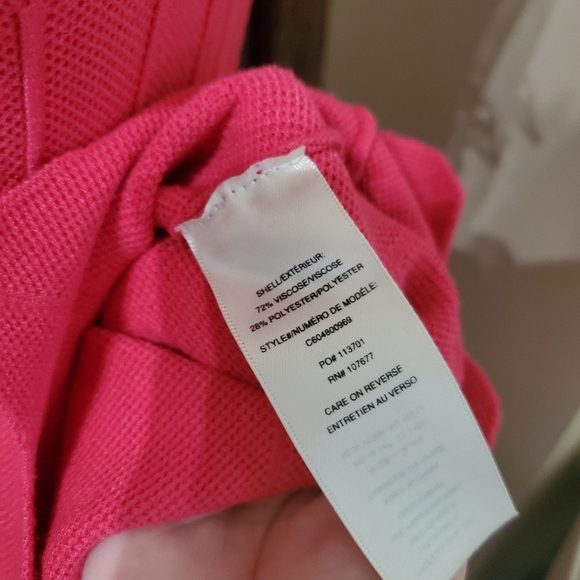 SHELL/EXTÉRIEUR:
72% VISCOSE/VISCOSE
28% POLYESTER/POLYESTER
STYLE#/NUMÉRO DE MODÈLE:
C604800969
PO# 113701
RN# 107677
CARE ON REVERSE
ENTRETIEN AU VERSO